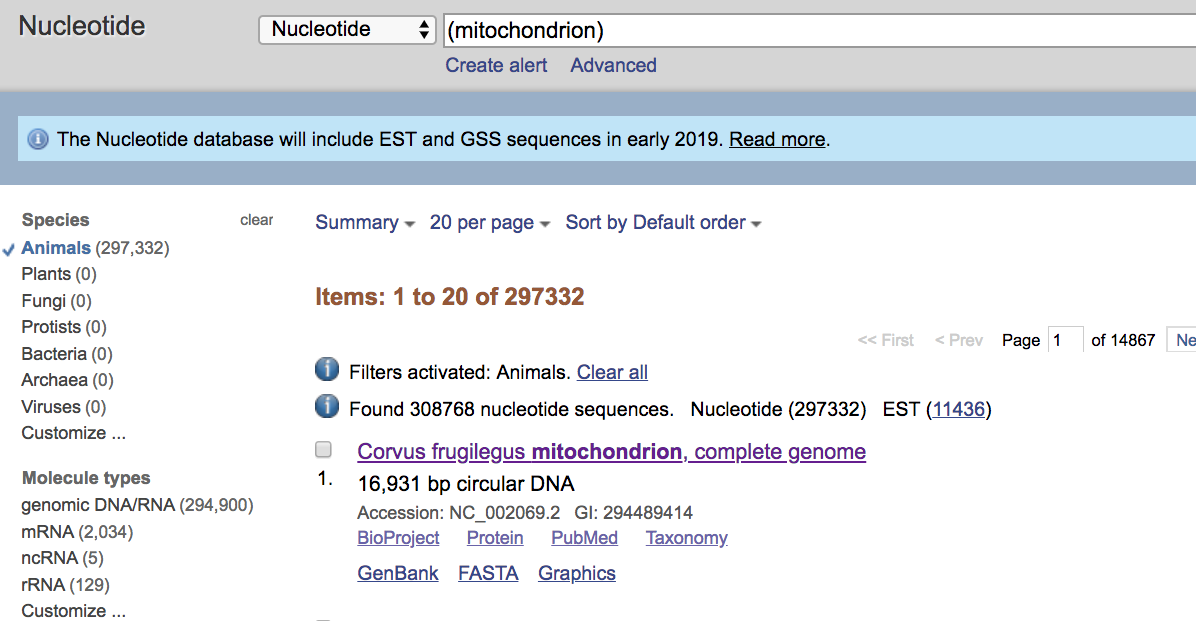 Nucleotide
Nucleotide (mitochondrion)
Create alert Advanced
The Nucleotide database will include EST and GSS sequences in early 2019. Read more.
Species clear
Animals (297,332)
Plants (0)
Fungi (0)
Protists (0)
Bacteria (0)
Archaea (0)
Viruses (0)
Customize ...
Molecule types
genomic DNA/RNA (294,900)
mRNA (2,034)
ncRNA (5)
rRNA (129)
Customize ...
Summary 20 per page Sort by Default order
Items: 1 to 20 of 297332
<< First < Prev Page 1 of 14867 Ne
Filters activated: Animals. Clear all
Found 308768 nucleotide sequences. Nucleotide (297332) EST (11436)
Corvus frugilegus mitochondrion, complete genome
1. 16,931 bp circular DNA
Accession: NC_002069.2 GI: 294489414
BioProject Protein PubMed Taxonomy
GenBank FASTA Graphics